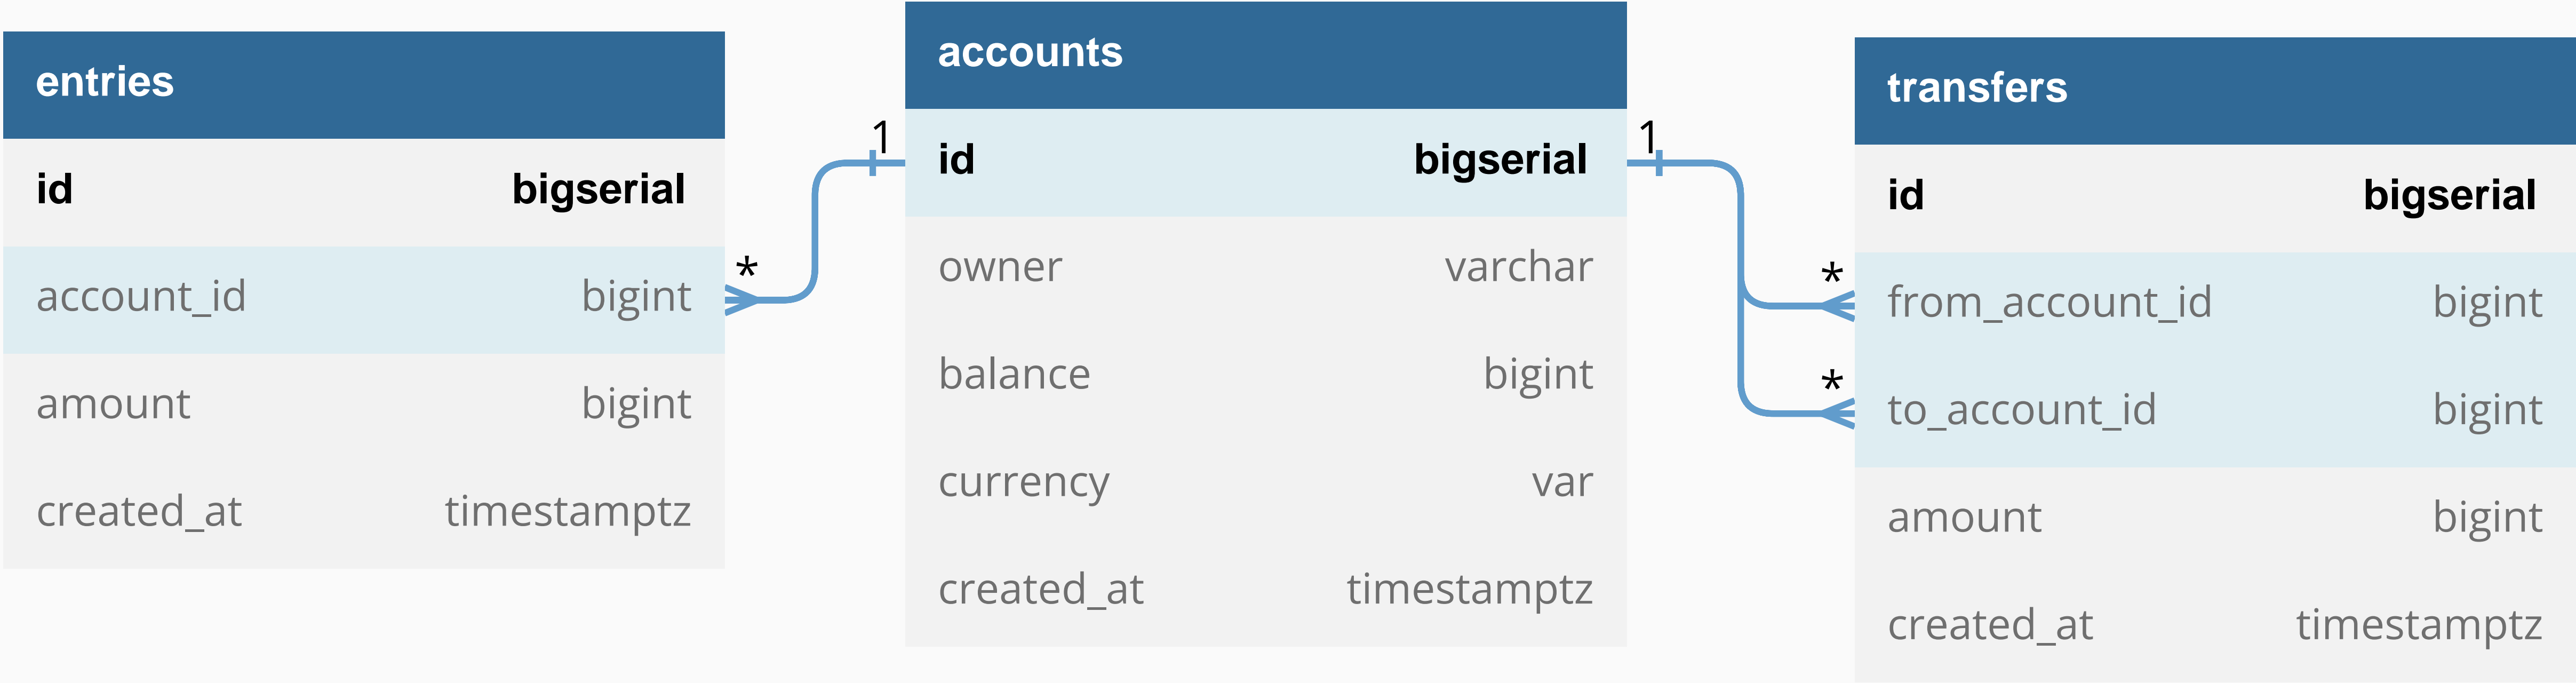 entries
id bigserial
account_id bigint
amount bigint
created_at timestamptz
1
*
accounts
id bigserial
owner varchar
balance bigint
currency var
created_at timestamptz
1
*
*
transfers
id bigserial
from_account_id bigint
to_account_id bigint
amount bigint
created_at timestamptz